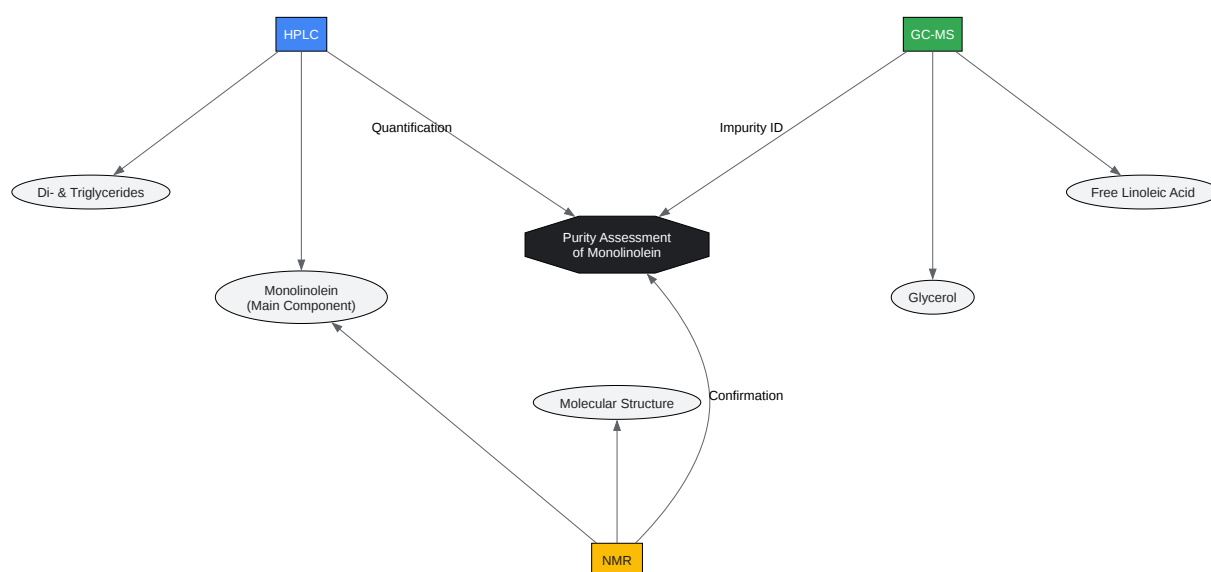 HPLC
GC-MS
Quantification
Impurity ID
Di- & Triglycerides
Free Linoleic Acid
Purity Assessment
of Monolinolein
Monolinolein
(Main Component)
Glycerol
Molecular Structure
Confirmation
NMR